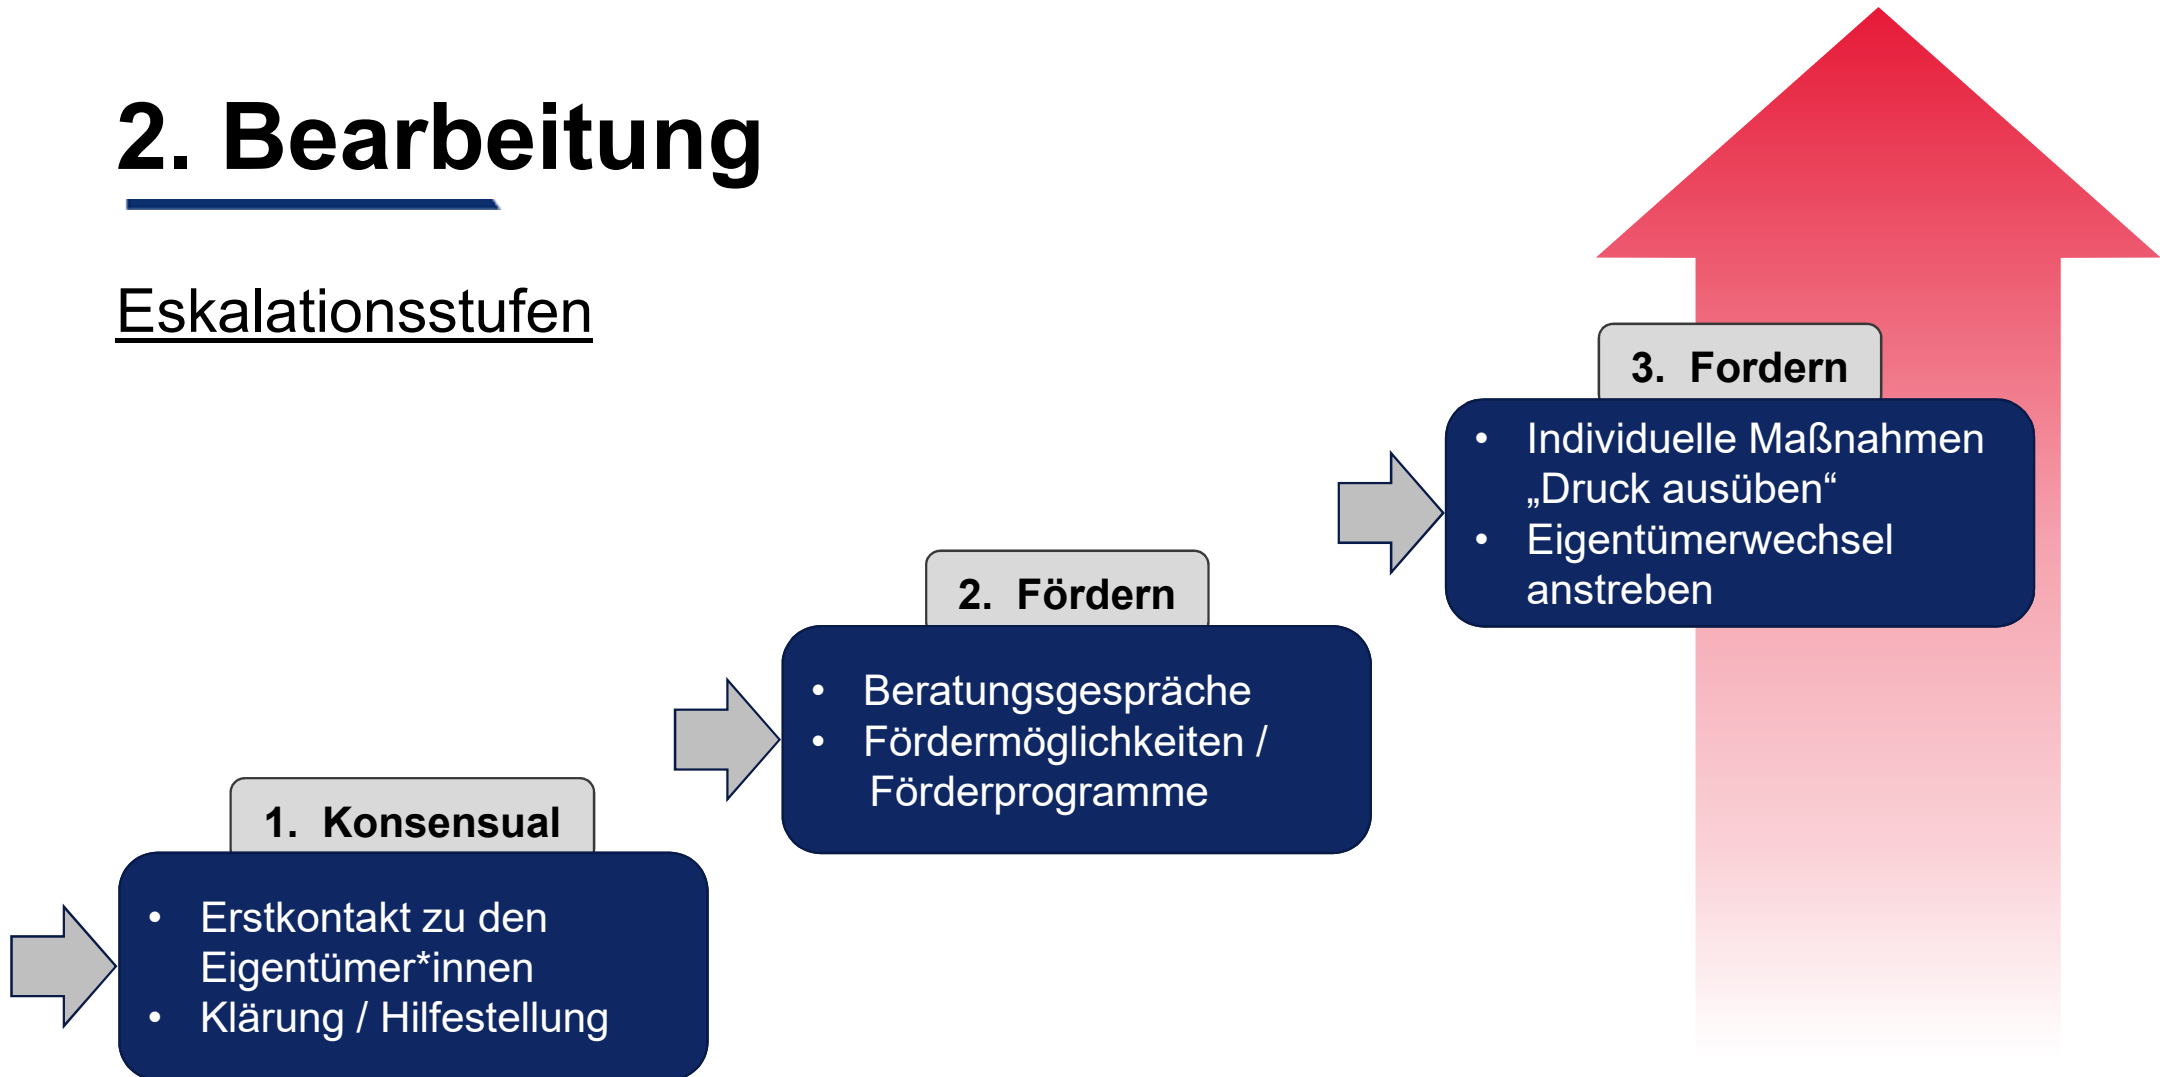 2. Bearbeitung
Eskalationsstufen
1. Konsensual
• Erstkontakt zu den
Eigentümer*innen
• Klärung / Hilfestellung
2. Fördern
• Beratungsgespräche
• Fördermöglichkeiten /
Förderprogramme
3. Fordern
• Individuelle Maßnahmen
„Druck ausüben“
• Eigentümerwechsel
anstreben